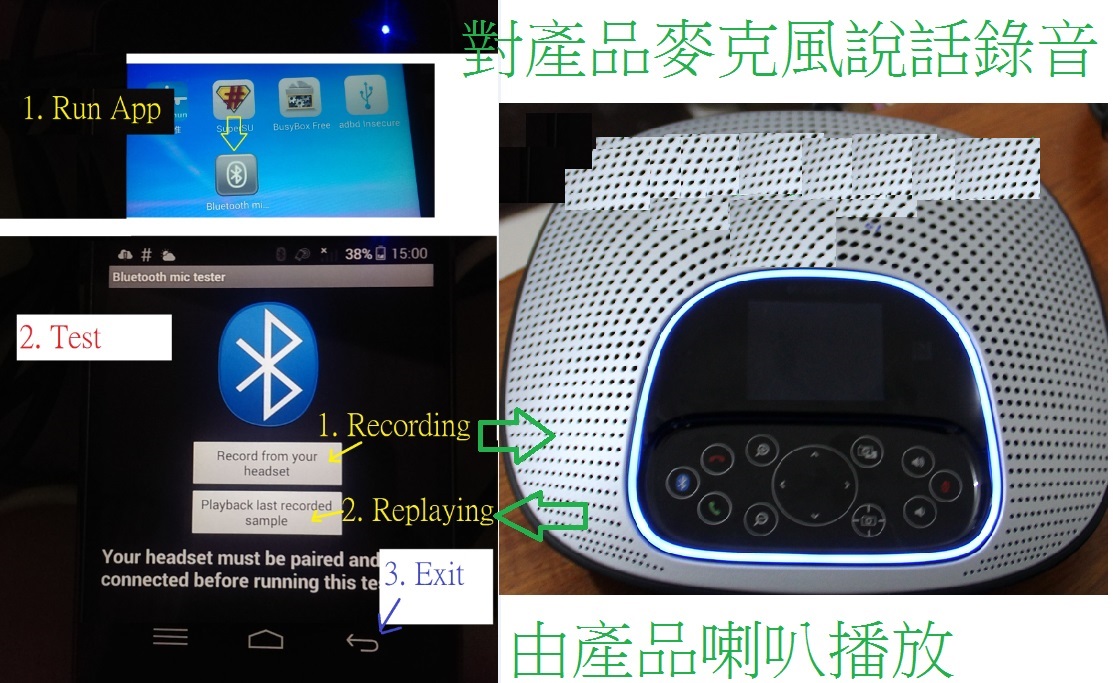 對產品麥克風說話錄音
1. Run App
SuperSU
BusyBox Free
adbd Insecure
Bluetooth mi...
38% 15:00
Bluetooth mic tester
2. Test
1. Recording
Record from your
headset
Playback last recorded
sample
2. Replaying
Your headset must be paired and
connected before running this te
3. Exit
由產品喇叭播放